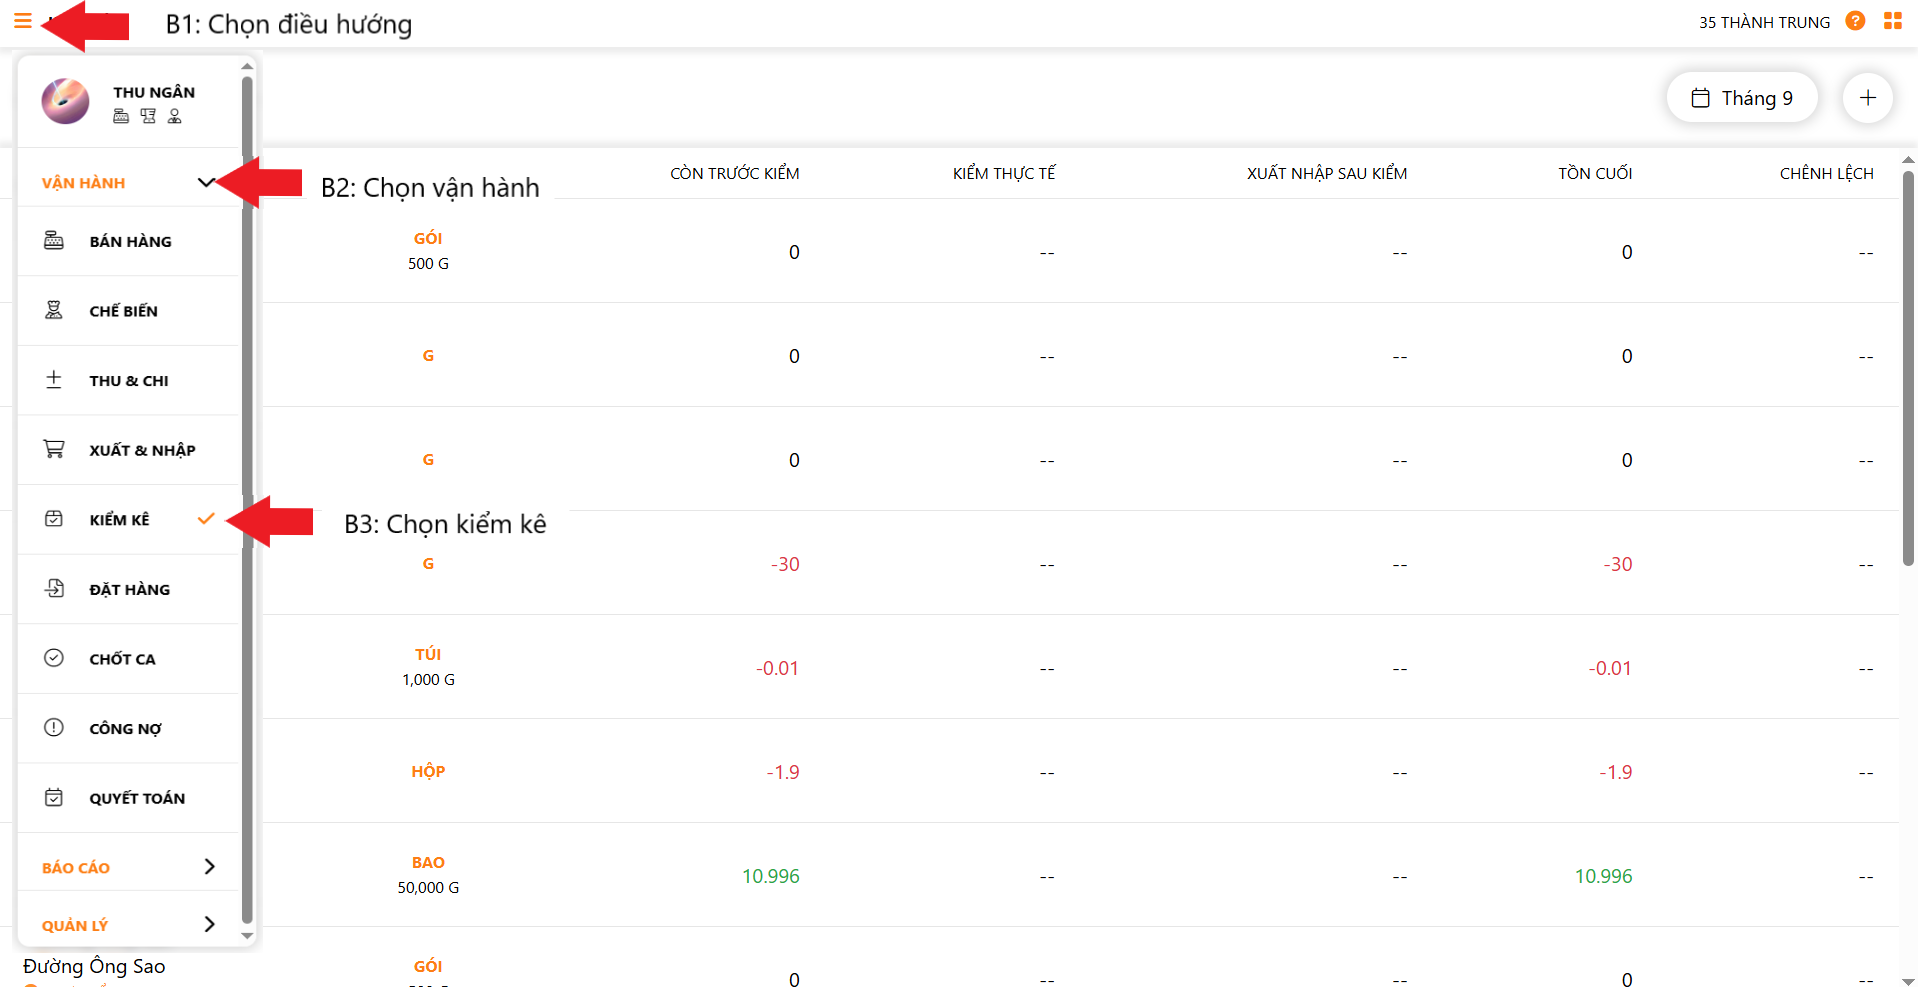 B1: Chọn điều hướng
35 THÀNH TRUNG
?
THU NGÂN
Tháng 9
VẬN HÀNH
B2: Chọn vận hành
CÒN TRƯỚC KIỂM
KIỂM THỰC TẾ
XUẤT NHẬP SAU KIỂM
TỒN CUỐI
CHÊNH LỆCH
BÁN HÀNG
CHẾ BIẾN
THU & CHI
XUẤT & NHẬP
KIỂM KÊ
B3: Chọn kiểm kê
ĐẶT HÀNG
CHỐT CA
CÔNG NỢ
QUYẾT TOÁN
BÁO CÁO
QUẢN LÝ
GÓI
500 G
0 -- -- 0 --
G
0 -- -- 0 --
G
0 -- -- 0 --
G
-30 -- -- -30 --
TÚI
1,000 G
-0.01 -- -- -0.01 --
HỘP
-1.9 -- -- -1.9 --
BAO
50,000 G
10.996 -- -- 10.996 --
Đường Ông Sao
GÓI
0 -- -- 0 --